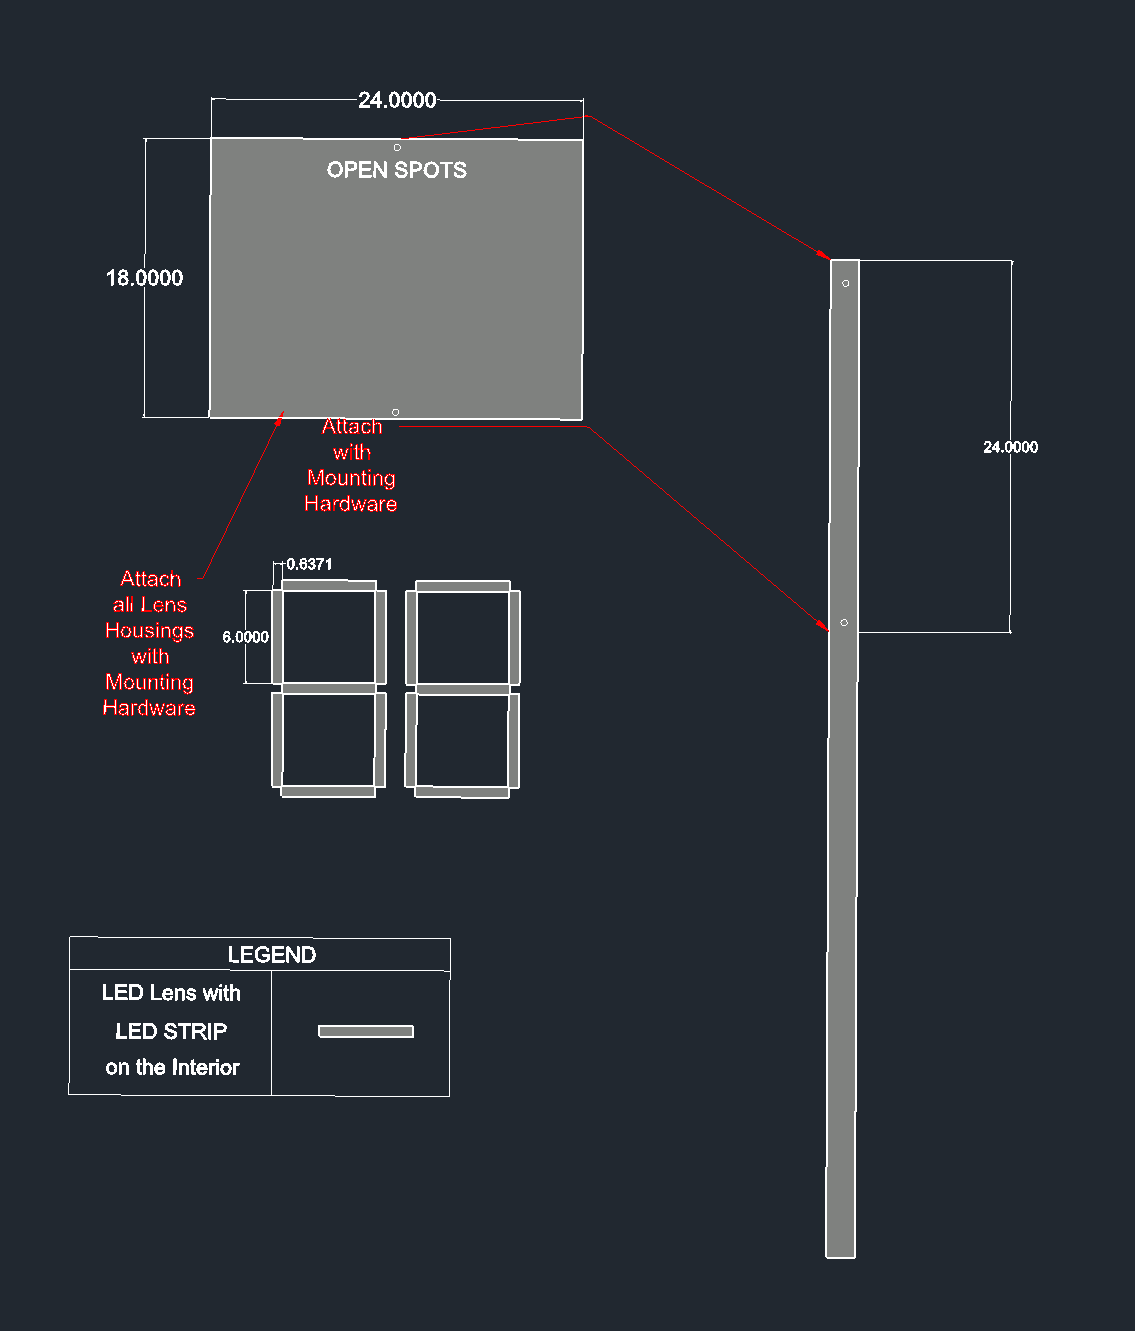 24.0000
OPEN SPOTS
18.0000
24.0000
Attach
with
Mounting
Hardware
0.6371
Attach
all Lens
Housings
with
Mounting
Hardware
6.0000
LEGEND
LED Lens with
LED STRIP
on the Interior